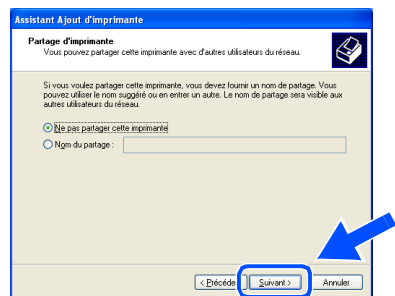 Assistant Ajout d'imprimante
Partage d'imprimante
Vous pouvez partager cette imprimante avec d'autres utilisateurs du réseau.
Si vous voulez partager cette imprimante, vous devez fournir un nom de partage. Vous
pouvez utiliser le nom suggéré ou en entrer un autre. Le nom de partage sera visible aux
autres utilisateurs du réseau.
Ne pas partager cette imprimante
Nom du partage :
< Précéde Suivant > Annuler